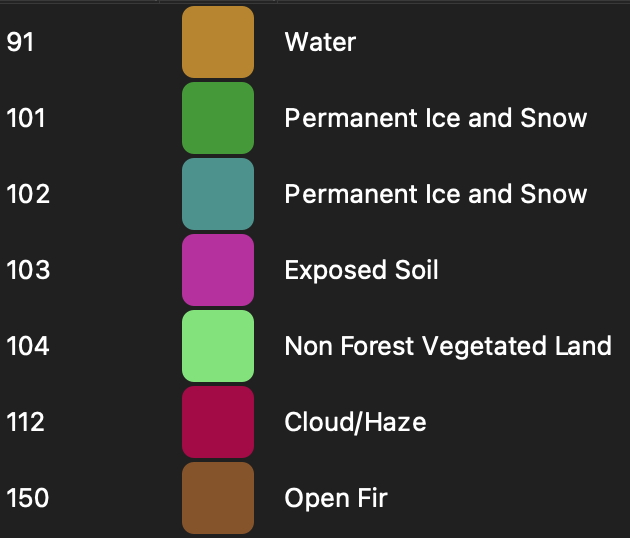 91 Water
101 Permanent Ice and Snow
102 Permanent Ice and Snow
103 Exposed Soil
104 Non Forest Vegetated Land
112 Cloud/Haze
150 Open Fir